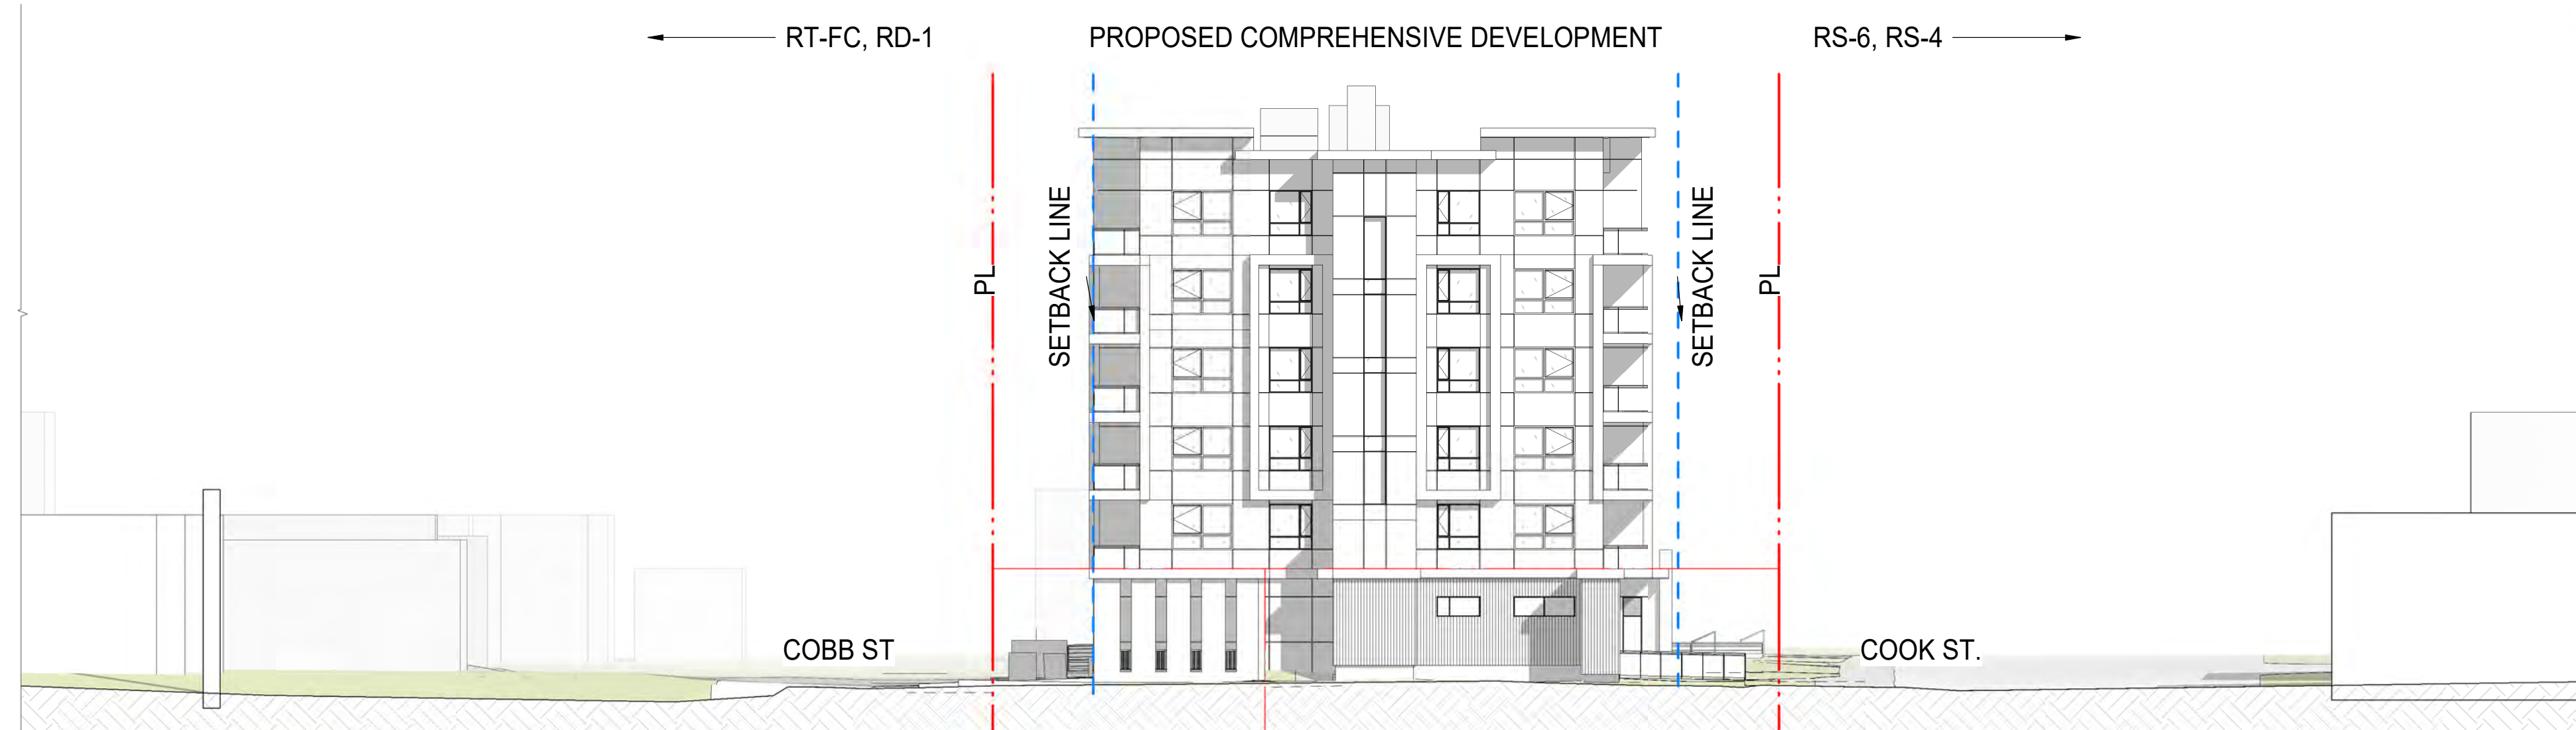 RT-FC, RD-1
PROPOSED COMPREHENSIVE DEVELOPMENT
RS-6, RS-4
PL
SETBACK LINE
SETBACK LINE
PL
COBB ST
COOK ST.